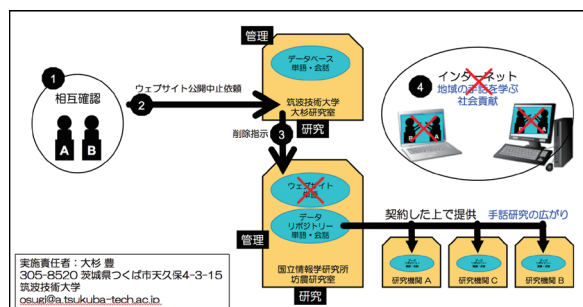 1
相互確認
A
B
2
ウェブサイト公開中止依頼
管理
データベース
単語・会話
筑波技術大学
大杉研究室
研究
削除指示
3
4
インターネット
地域の手話を学ぶ
社会貢献
ウェブサイト
単語
データ
リポジトリー
単語・会話
管理
国立情報学研究所
坊農研究室
研究
契約した上で提供
手話研究の広がり
研究機関 A
研究機関 C
研究機関 B
実施責任者:大杉 豊
305-8520 茨城県つくば市天久保4-3-15
筑波技術大学
osugi@a.tsukuba-tech.ac.jp